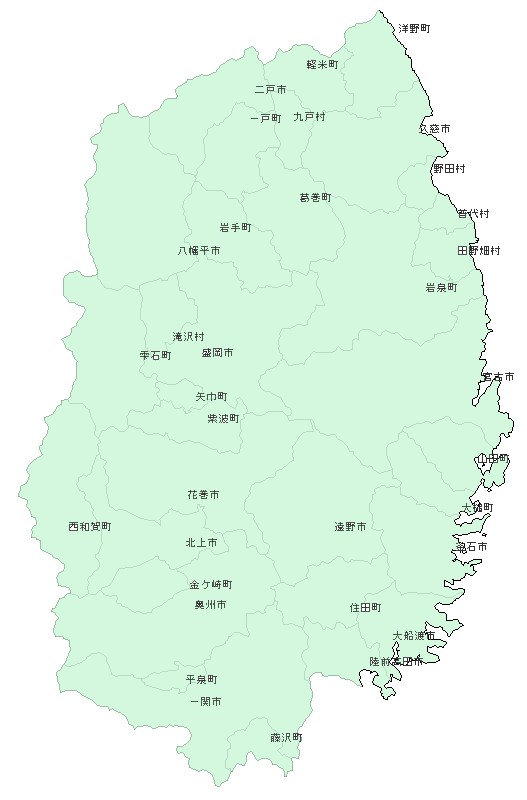 洋野町
軽米町
二戸市
一戸町
九戸村
久慈市
野田村
葛巻町
普代村
岩手町
八幡平市
田野畑村
岩泉町
滝沢村
雫石町
盛岡市
宮古市
矢巾町
紫波町
山田町
花巻市
大槌町
西和賀町
遠野市
北上市
釜石市
金ケ崎町
奥州市
住田町
大船渡市
陸前高田市
平泉町
一関市
藤沢町